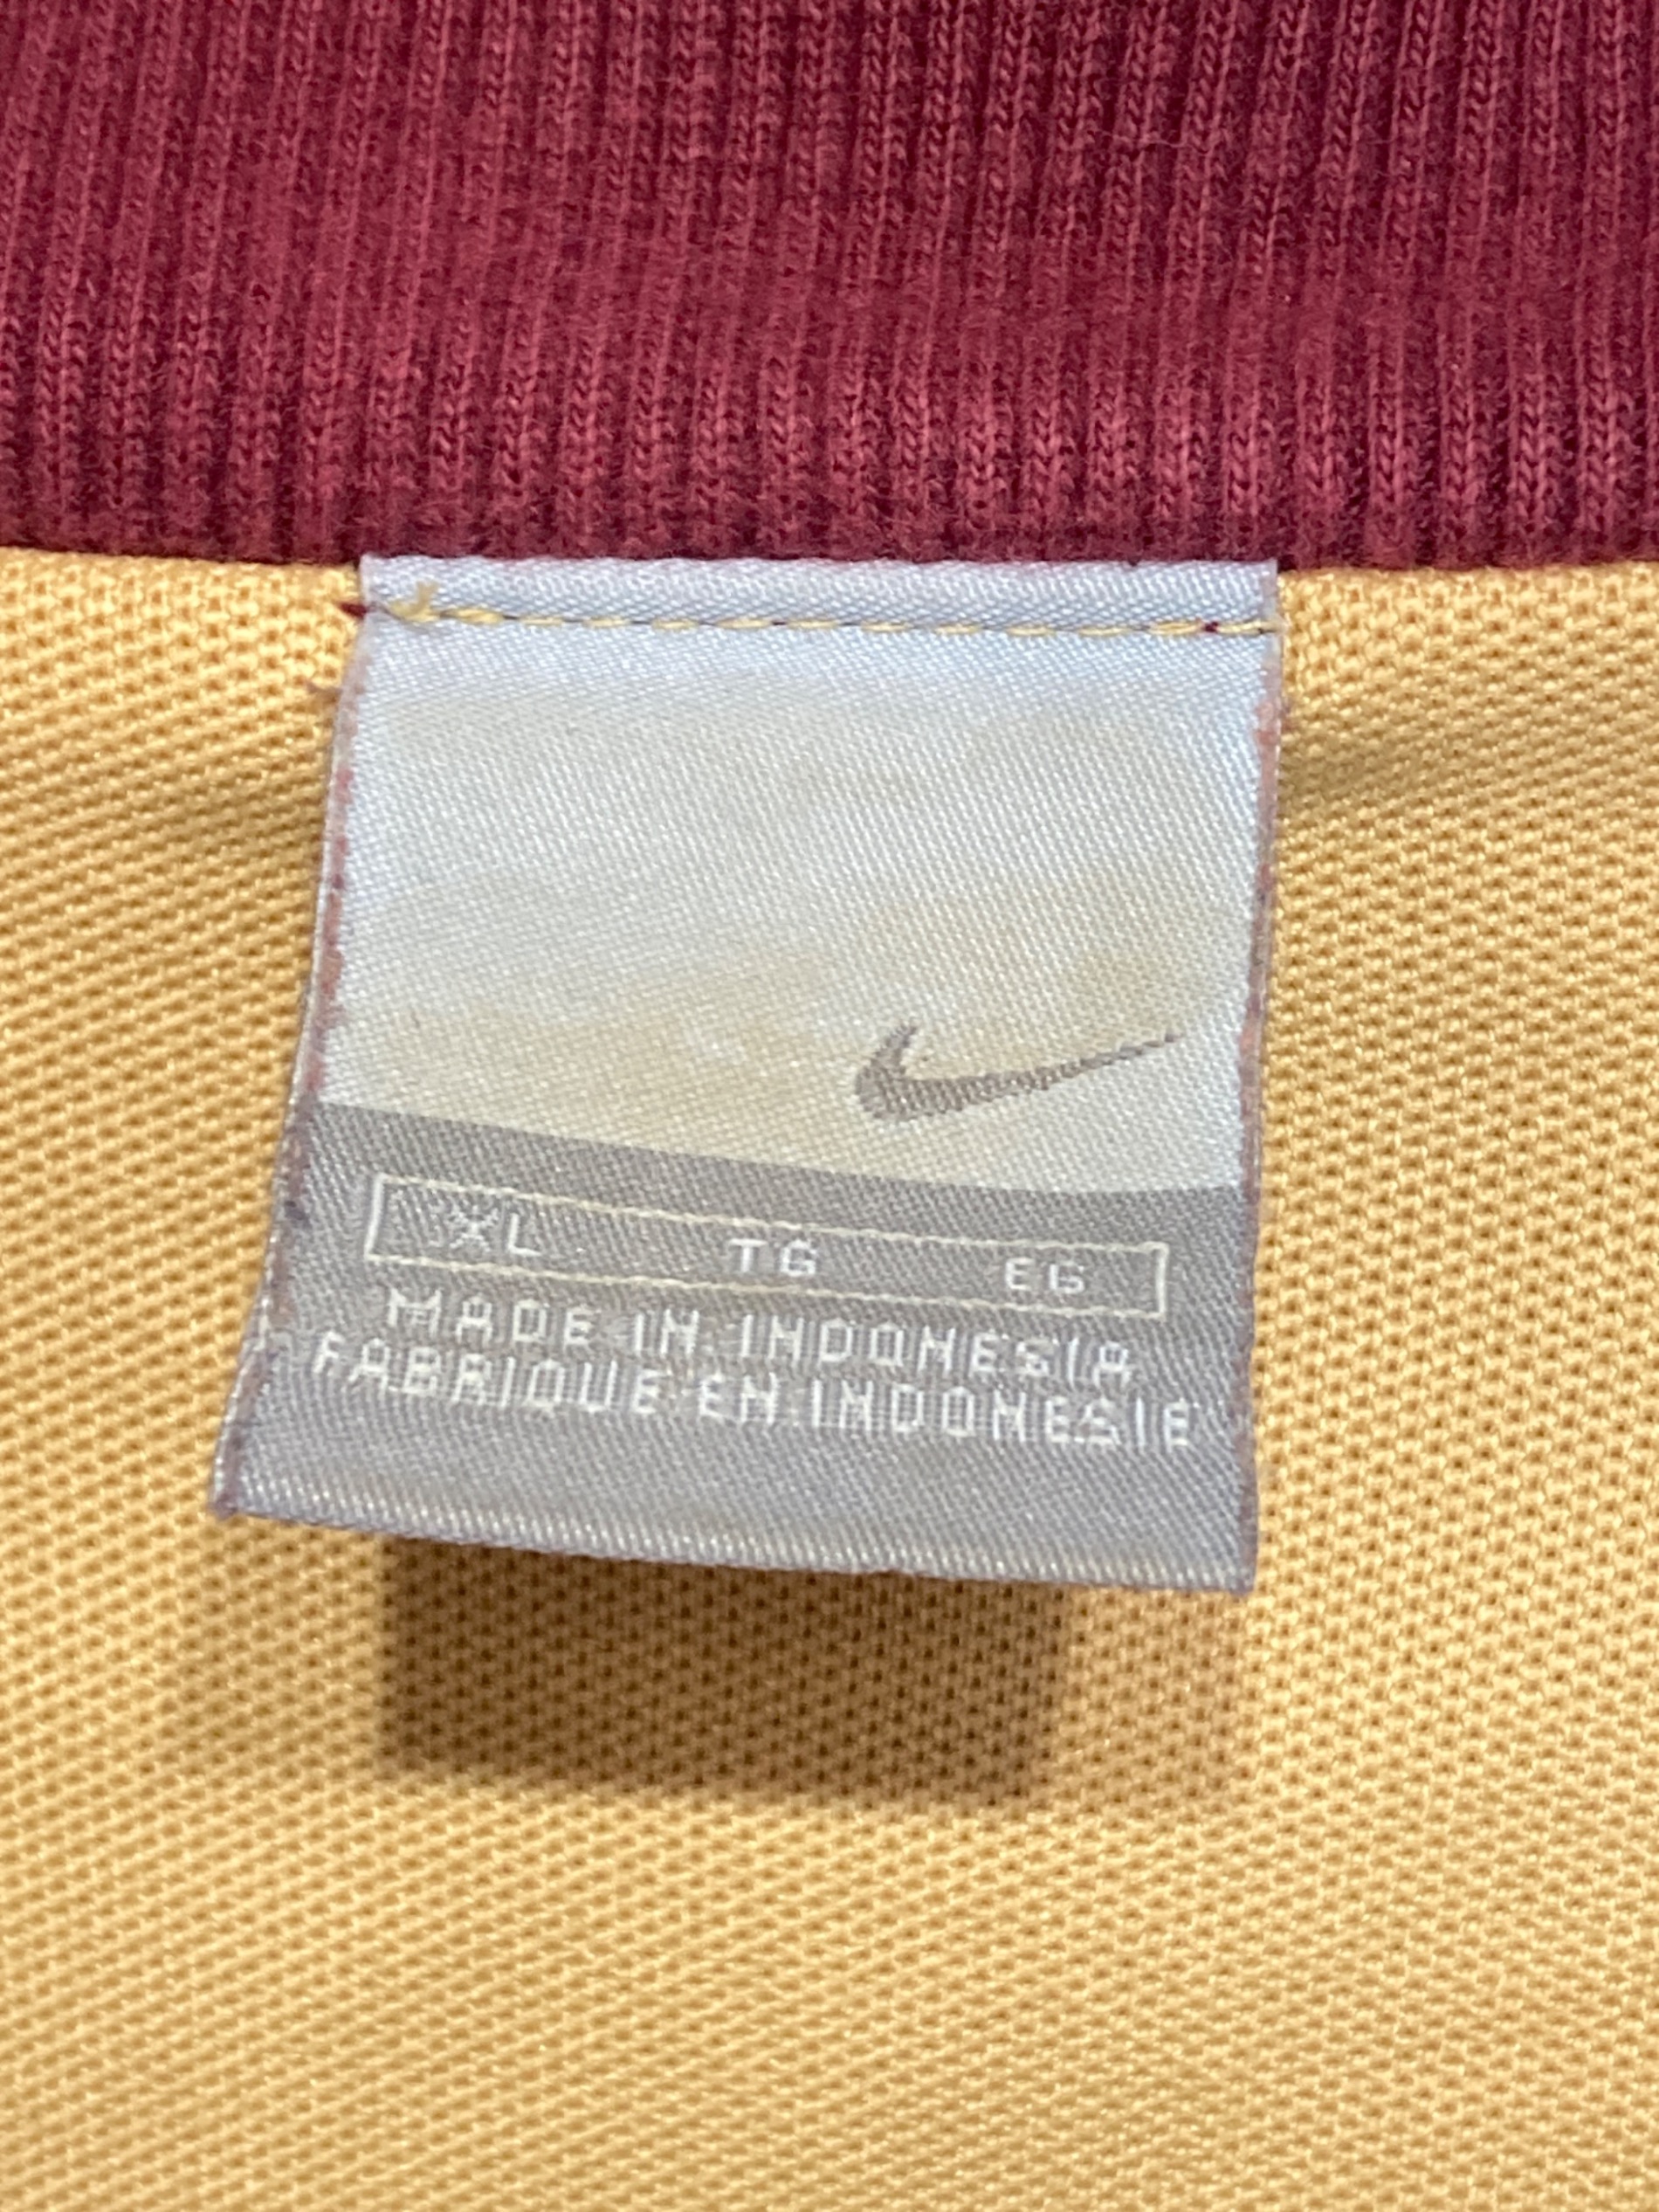 XL TG EG
MADE IN INDONESIA
FABRIQUE EN INDONESIE